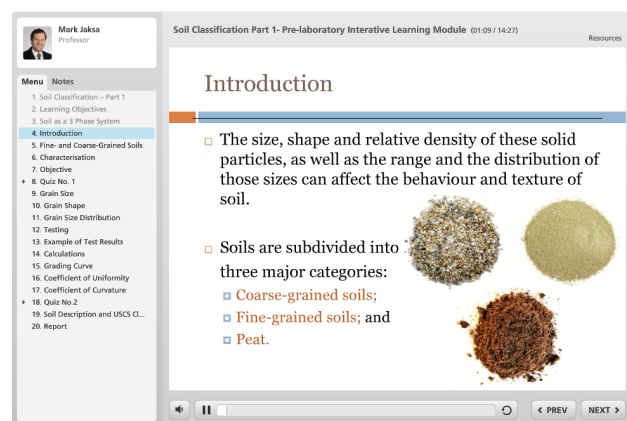 Mark Jaksa
Professor
Soil Classification Part 1- Pre-laboratory Interative Learning Module (01:09 / 14:27)
Resources
Menu Notes
1. Soil Classification – Part 1
2. Learning Objectives
3. Soil as a 3 Phase System
4. Introduction
5. Fine- and Coarse-Grained Soils
6. Characterisation
7. Objective
8. Quiz No. 1
9. Grain Size
10. Grain Shape
11. Grain Size Distribution
12. Testing
13. Example of Test Results
14. Calculations
15. Grading Curve
16. Coefficient of Uniformity
17. Coefficient of Curvature
18. Quiz No.2
19. Soil Description and USCS Cl...
20. Report
Introduction
The size, shape and relative density of these solid
particles, as well as the range and the distribution of
those sizes can affect the behaviour and texture of
soil.
Soils are subdivided into
three major categories:
Coarse-grained soils;
Fine-grained soils; and
Peat.
PREV
NEXT